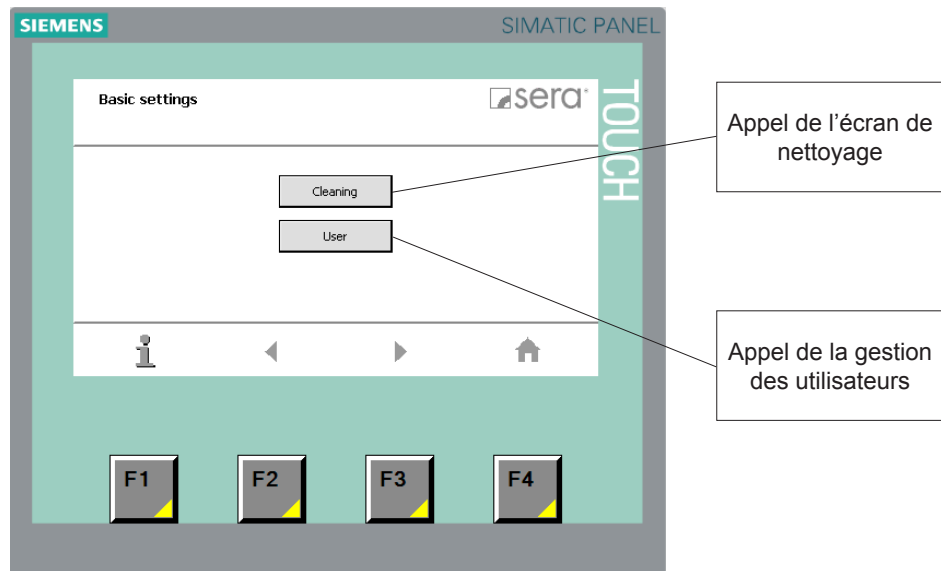 SIEMENS
SIMATIC PANEL
TOUCH
Basic settings
sera
Cleaning
User
Appel de l’écran de
nettoyage
Appel de la gestion
des utilisateurs
F1
F2
F3
F4